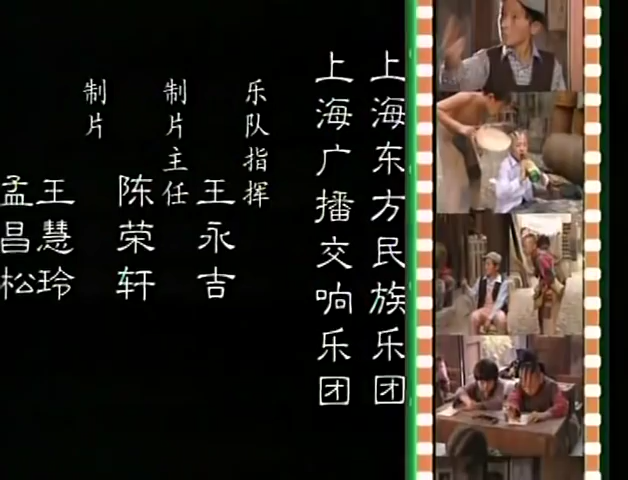 上海东方民族乐团
上海广播交响乐团
乐队指挥
王永吉
制片主任
陈荣轩
制片
王慧玲
孟昌松